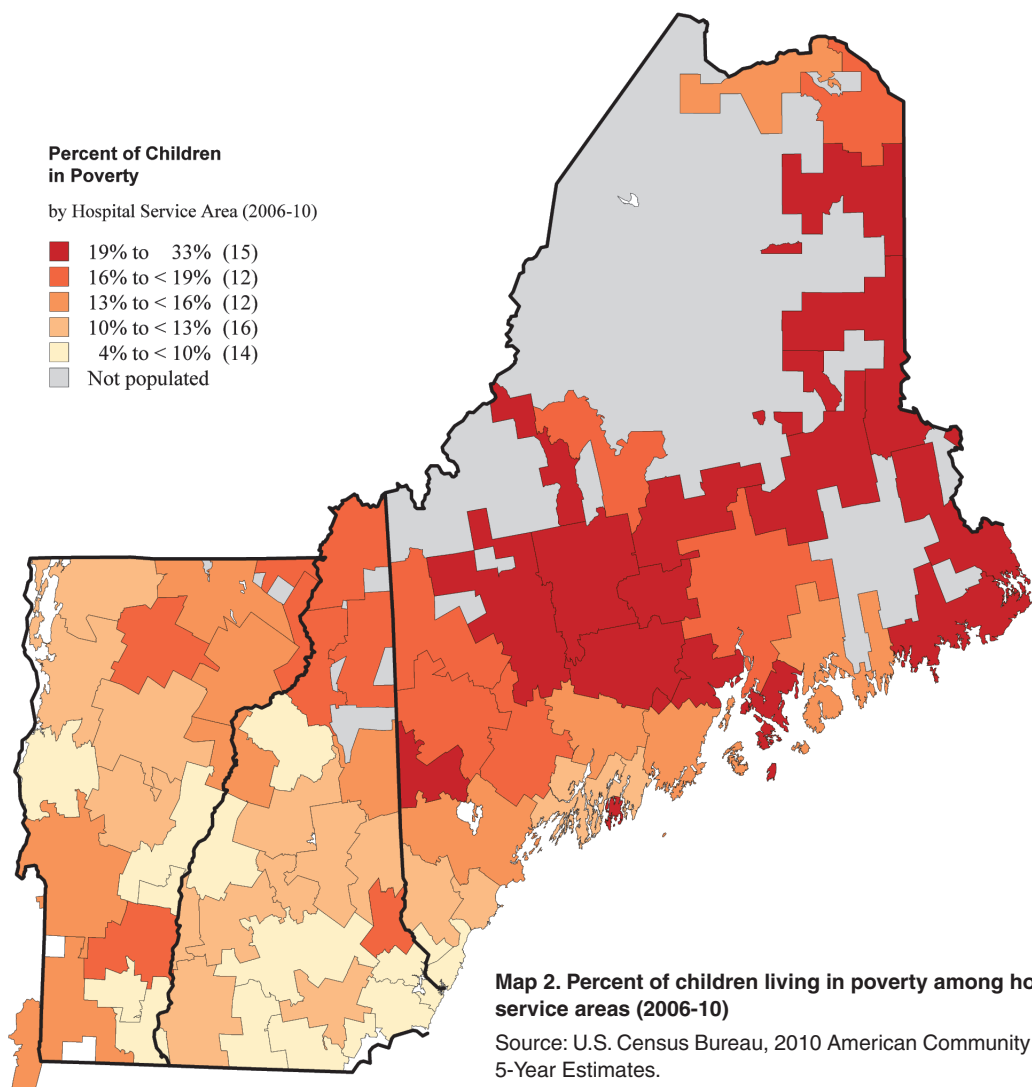 Percent of Children
in Poverty
by Hospital Service Area (2006-10)
19% to 33% (15)
16% to < 19% (12)
13% to < 16% (12)
10% to < 13% (16)
4% to < 10% (14)
Not populated
Map 2. Percent of children living in poverty among ho
service areas (2006-10)
Source: U.S. Census Bureau, 2010 American Community
5-Year Estimates.